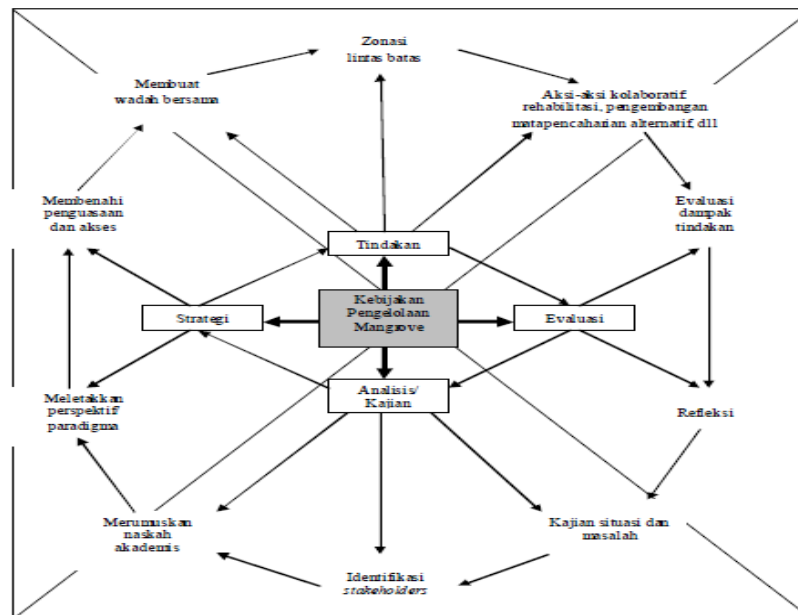 Zonasi
lintas batas
Membuat
wadah bersama
Aksi-aksi kolaboratif
rehabilitasi, pengembangan
matapencaharian alternatif, dll
Membenahi
penguasaan
dan akses
Evaluasi
dampak
tindakan
Tindakan
Kebijakan
Pengelolaan
Mangrove
Strategi
Evaluasi
Analisis/
Kajian
Meletakkan
perspektif/
paradigma
Refleksi
Merumuskan
naskah
akademis
Kajian situasi dan
masalah
Identifikasi
stakeholders